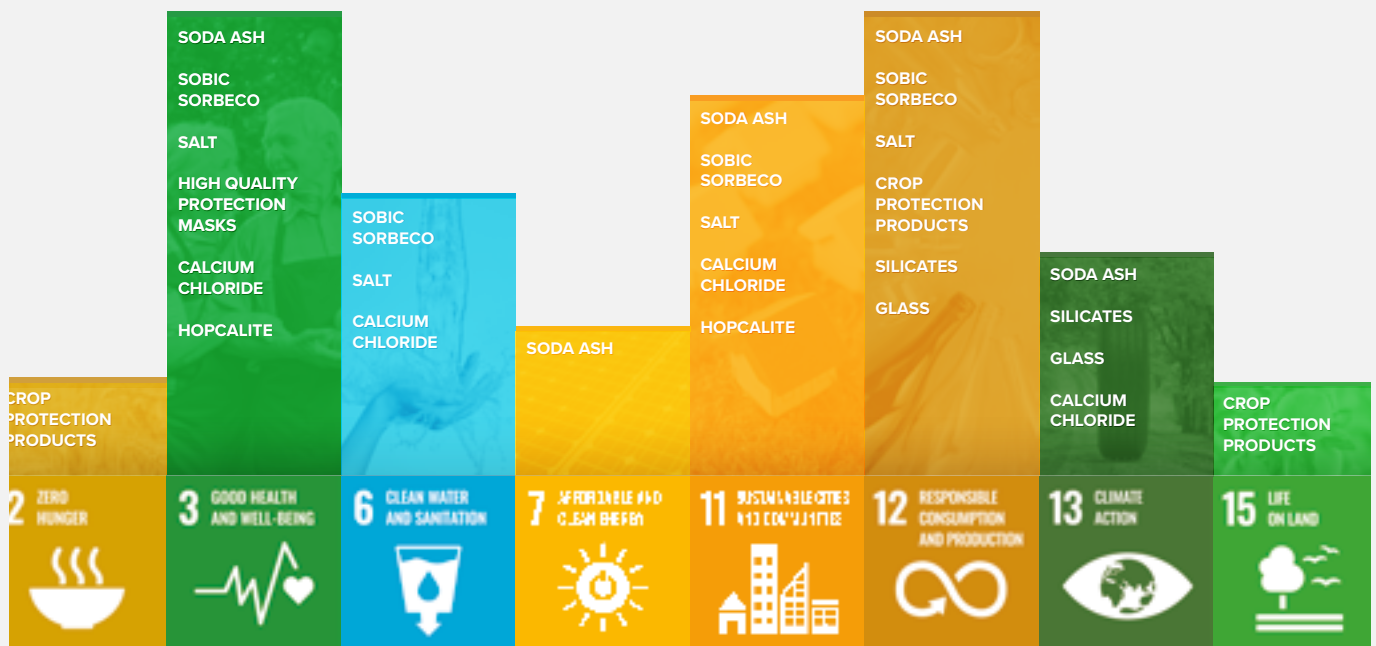 CROP
PROTECTION
PRODUCTS
2 ZERO
HUNGER
SODA ASH
SOBIC
SORBECO
SALT
HIGH QUALITY
PROTECTION
MASKS
CALCIUM
CHLORIDE
HOPCALITE
3 GOOD HEALTH
AND WELL-BEING
SOBIC
SORBECO
SALT
CALCIUM
CHLORIDE
6 CLEAN WATER
AND SANITATION
SODA ASH
7 AFFORDABLE AND
CLEAN ENERGY
SODA ASH
SOBIC
SORBECO
SALT
CALCIUM
CHLORIDE
HOPCALITE
11 SUSTAINABLE CITIES
AND COMMUNITIES
SODA ASH
SOBIC
SORBECO
SALT
CROP
PROTECTION
PRODUCTS
SILICATES
GLASS
12 RESPONSIBLE
CONSUMPTION
AND PRODUCTION
SODA ASH
SILICATES
GLASS
CALCIUM
CHLORIDE
13 CLIMATE
ACTION
CROP
PROTECTION
PRODUCTS
15 LIFE
ON LAND